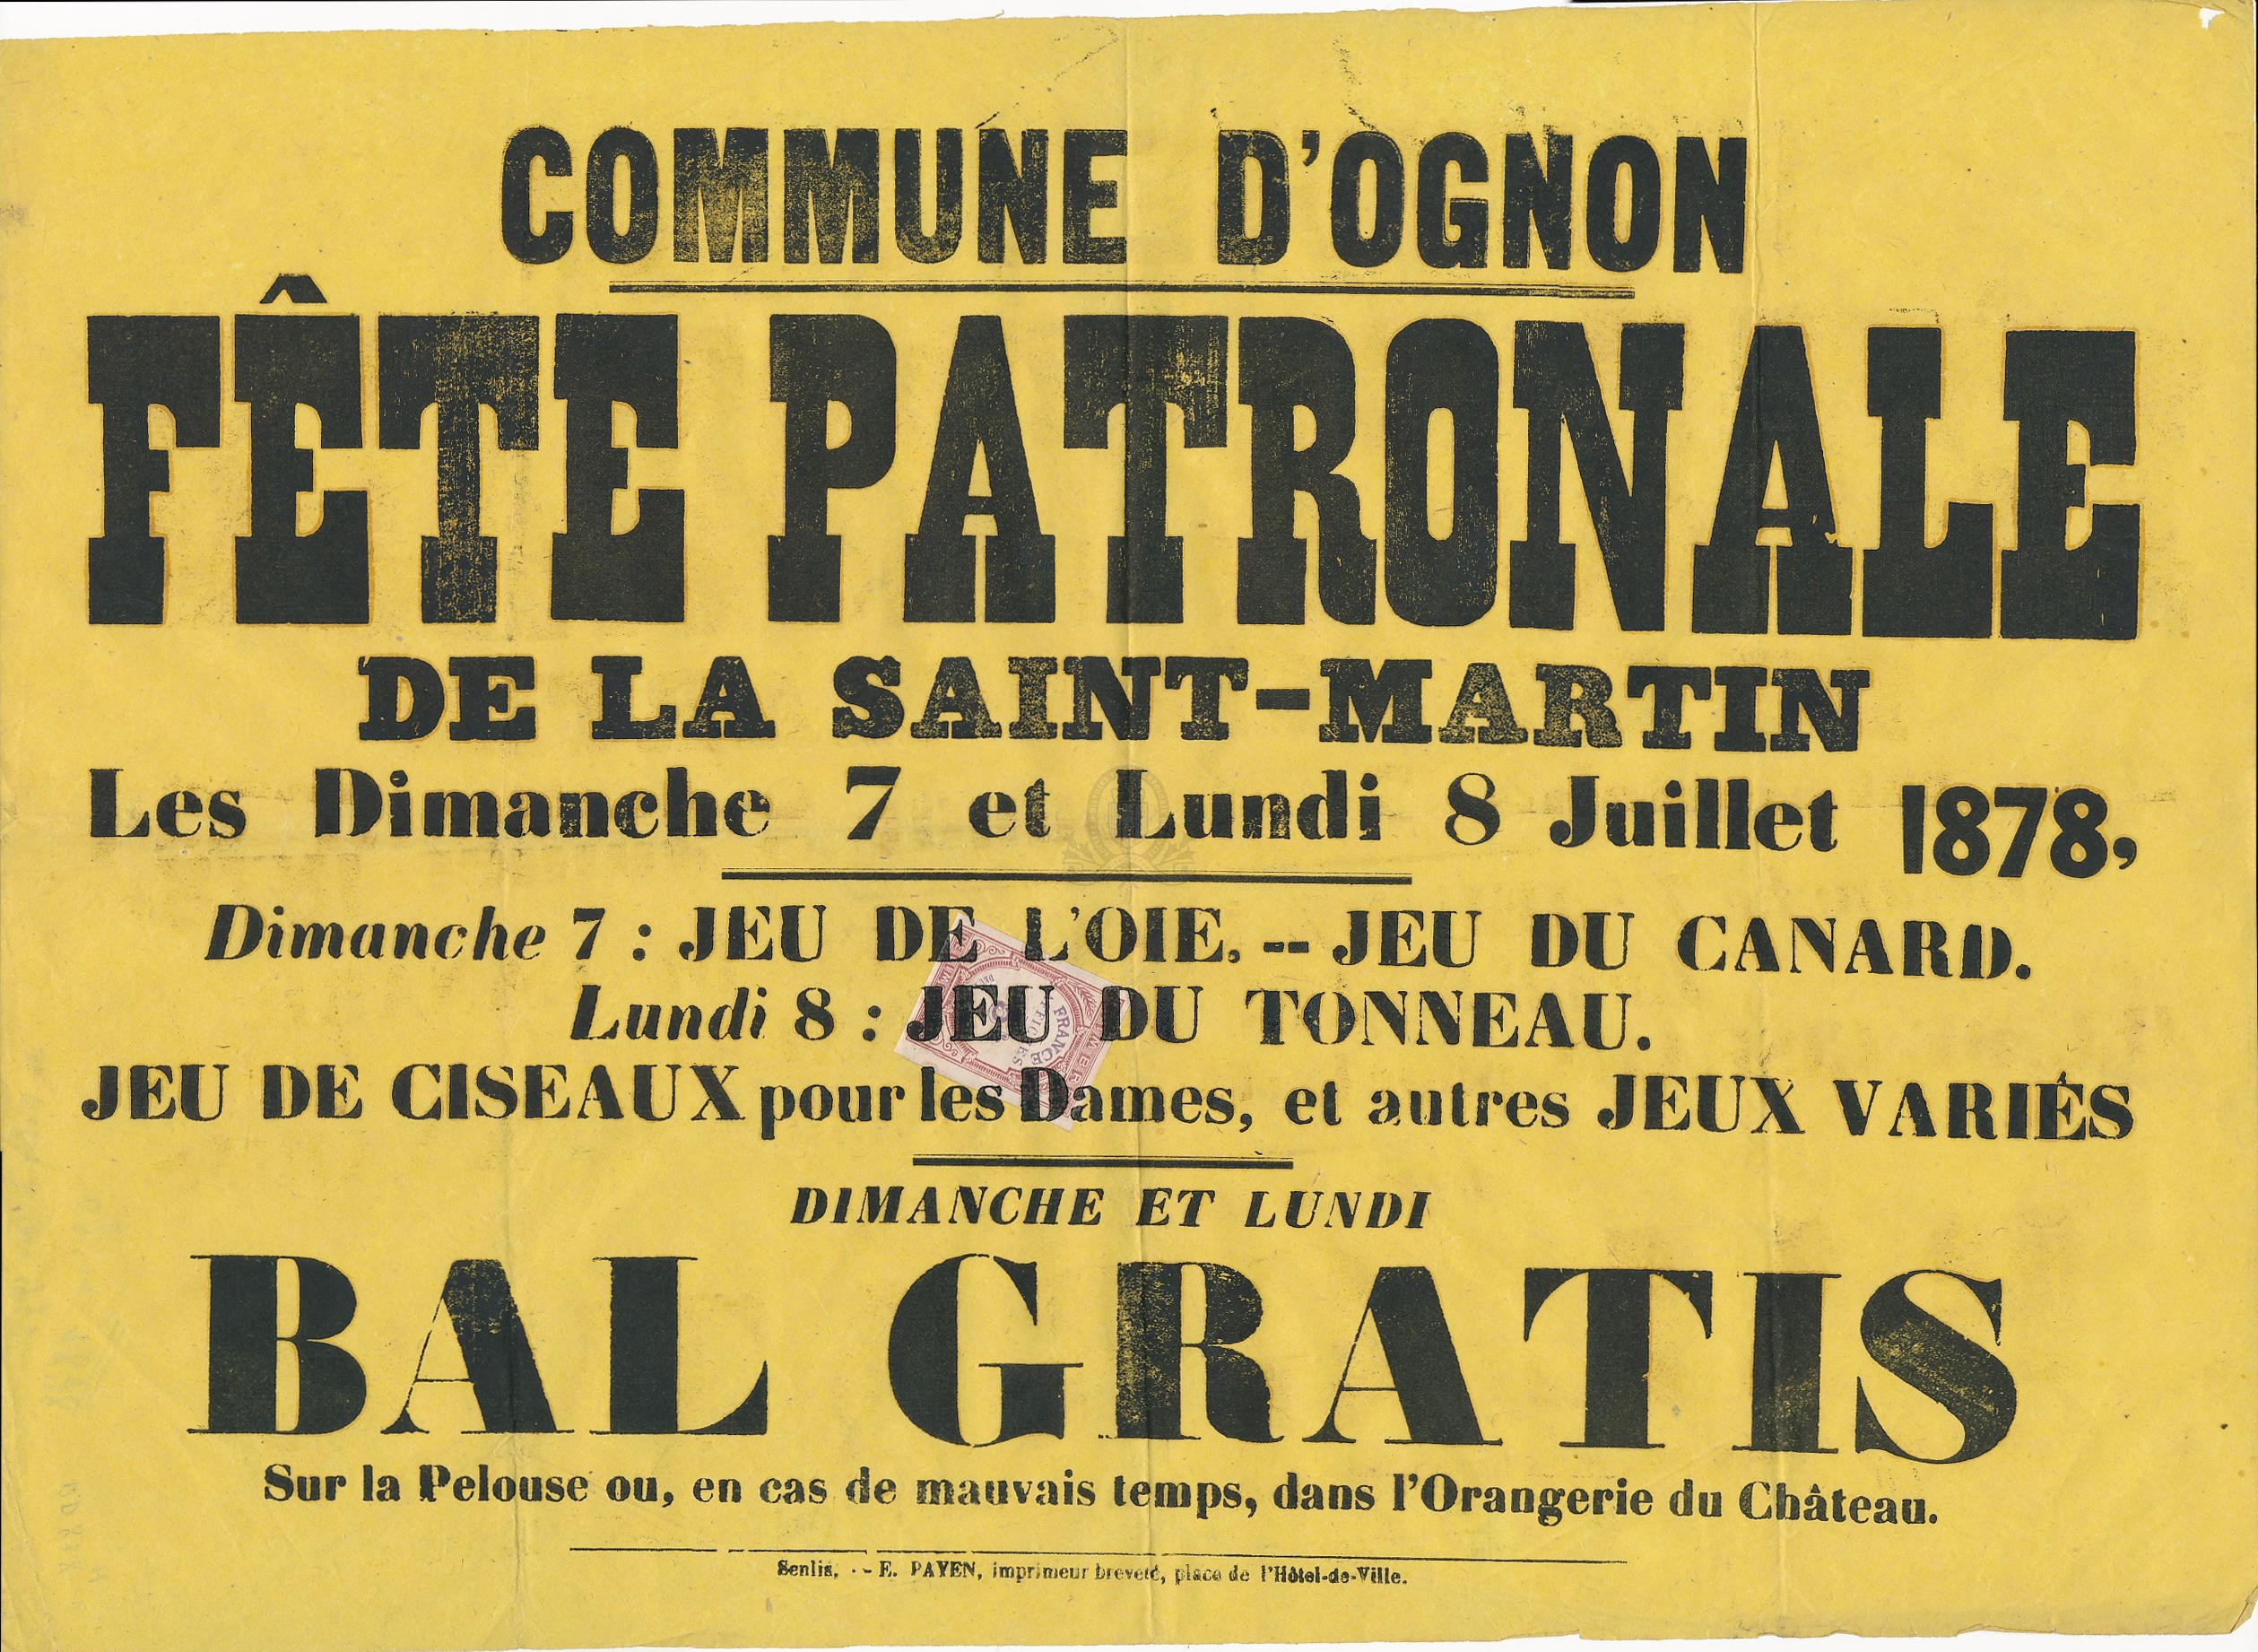 COMMUNE D'OGNON
FÊTE PATRONALE
DE LA SAINT-MARTIN
Les Dimanche 7 et Lundi 8 Juillet 1878,
Dimanche 7 : JEU DE L'OIE. -- JEU DU CANARD.
Lundi 8 : JEU DU TONNEAU.
JEU DE CISEAUX pour les Dames, et autres JEUX VARIÉS
DIMANCHE ET LUNDI
BAL GRATIS
Sur la Pelouse ou, en cas de mauvais temps, dans l'Orangerie du Château.
Senlis. -- E. PAYEN, imprimeur breveté, place de l'Hôtel-de-Ville.
FRANCE